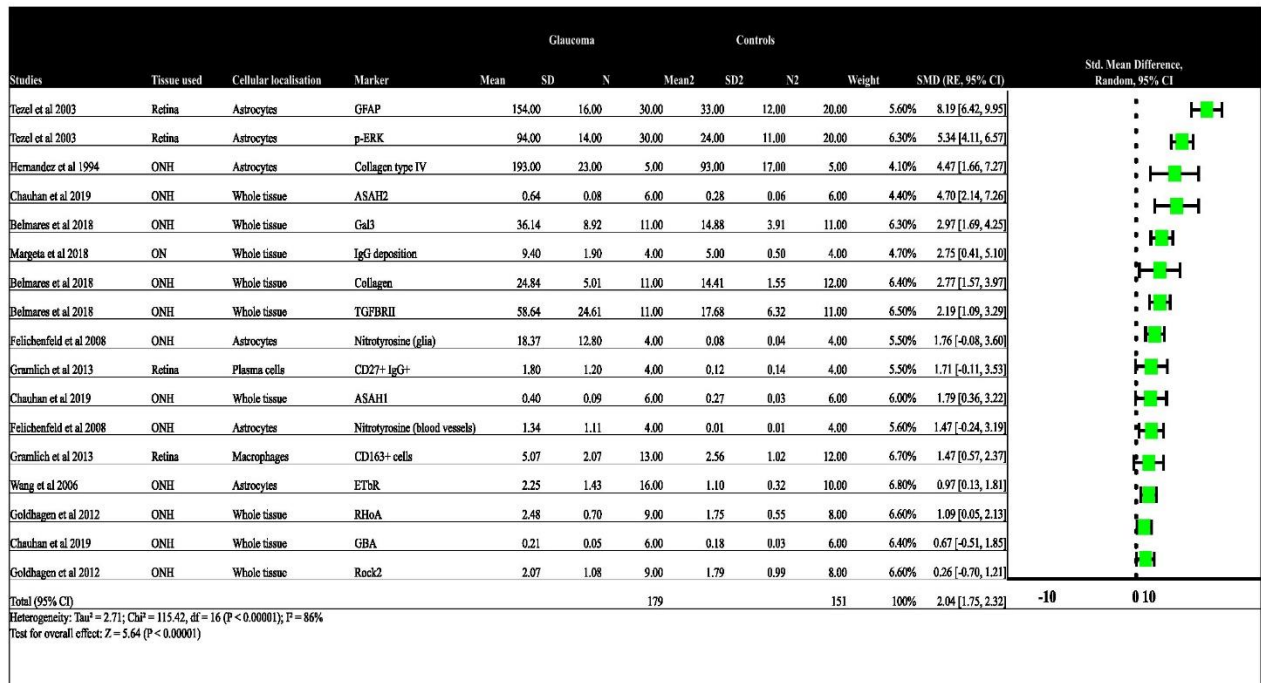 Glaucoma Controls
Studies Tissue used Cellular localisation Marker Mean SD N Mean2 SD2 N2 Weight SMD (RE, 95% CI) Std. Mean Difference,
Random, 95% CI)
Tezel et al 2003 Retina Astrocytes GFAP 154.00 16.00 30.00 33.00 12.00 20.00 5.60% 8.19 [6.42, 9.95]
Tezel et al 2003 Retina Astrocytes p-ERK 94.00 14.00 30.00 24.00 11.00 20.00 6.30% 5.34 [4.11, 6.57]
Hernandez et al 1994 ONH Astrocytes Collagen type IV 193.00 23.00 5.00 93.00 17.00 5.00 4.10% 4.47 [1.66, 7.27]
Chauhan et al 2019 ONH Whole tissue ASAH2 0.64 0.08 6.00 0.28 0.06 6.00 4.40% 4.70 [2.14, 7.26]
Belmares et al 2018 ONH Whole tissue Gal3 36.14 8.92 11.00 14.88 3.91 11.00 6.30% 2.97 [1.69, 4.25]
Margeta et al 2018 ON Whole tissue IgG deposition 9.40 1.90 4.00 5.00 0.50 4.00 4.70% 2.75 [0.41, 5.10]
Belmares et al 2018 ONH Whole tissue Collagen 24.84 5.01 11.00 14.41 1.55 12.00 6.40% 2.77 [1.57, 3.97]
Belmares et al 2018 ONH Whole tissue TGFBRII 58.64 24.61 11.00 17.68 6.32 11.00 6.50% 2.19 [1.09, 3.29]
Felichenfeld et al 2008 ONH Astrocytes Nitrotyrosine (glia) 18.37 12.80 4.00 0.08 0.04 4.00 5.50% 1.76 [-0.08, 3.60]
Gramlich et al 2013 Retina Plasma cells CD27+ IgG+ 1.80 1.20 4.00 0.12 0.14 4.00 5.50% 1.71 [-0.11, 3.53]
Chauhan et al 2019 ONH Whole tissue ASAH1 0.40 0.09 6.00 0.27 0.03 6.00 6.00% 1.79 [0.36, 3.22]
Felichenfeld et al 2008 ONH Astrocytes Nitrotyrosine (blood vessels) 1.34 1.11 4.00 0.01 0.01 4.00 5.60% 1.47 [-0.24, 3.19]
Gramlich et al 2013 Retina Macrophages CD163+ cells 5.07 2.07 13.00 2.56 1.02 12.00 6.70% 1.47 [0.57, 2.37]
Wang et al 2006 ONH Astrocytes ETbR 2.25 1.43 16.00 1.10 0.32 10.00 6.80% 0.97 [0.13, 1.81]
Goldhagen et al 2012 ONH Whole tissue RHoA 2.48 0.70 9.00 1.75 0.55 8.00 6.60% 1.09 [0.05, 2.13]
Chauhan et al 2019 ONH Whole tissue GBA 0.21 0.05 6.00 0.18 0.03 6.00 6.40% 0.67 [-0.51, 1.85]
Goldhagen et al 2012 ONH Whole tissue Rock2 2.07 1.08 9.00 1.79 0.99 8.00 6.60% 0.26 [-0.70, 1.21]
Total (95% CI) 179 151 100% 2.04 [1.75, 2.32] -10 0 10
Heterogeneity: Tau² = 2.71; Chi² = 115.42, df = 16 (P < 0.00001); I² = 86%
Test for overall effect: Z = 5.64 (P < 0.00001)